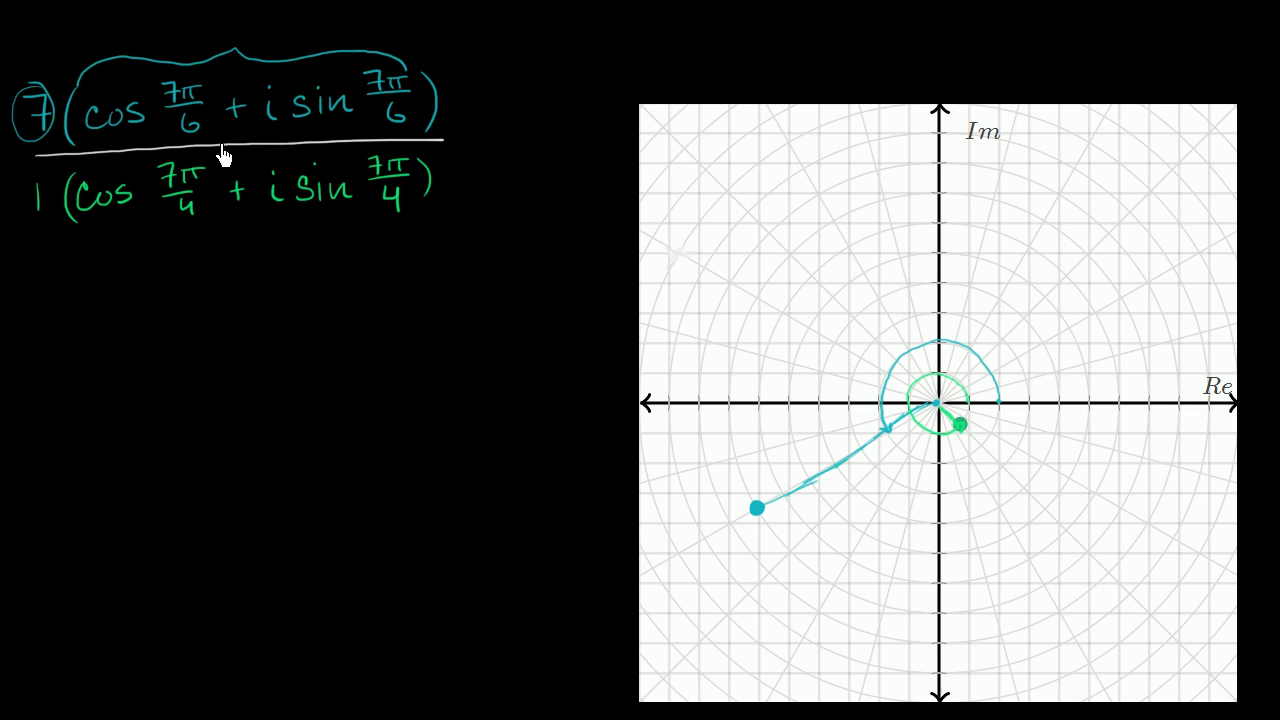 7 (cos 7π/6 + i sin 7π/6)
1 (cos 7π/4 + i sin 7π/4)
Im
Re